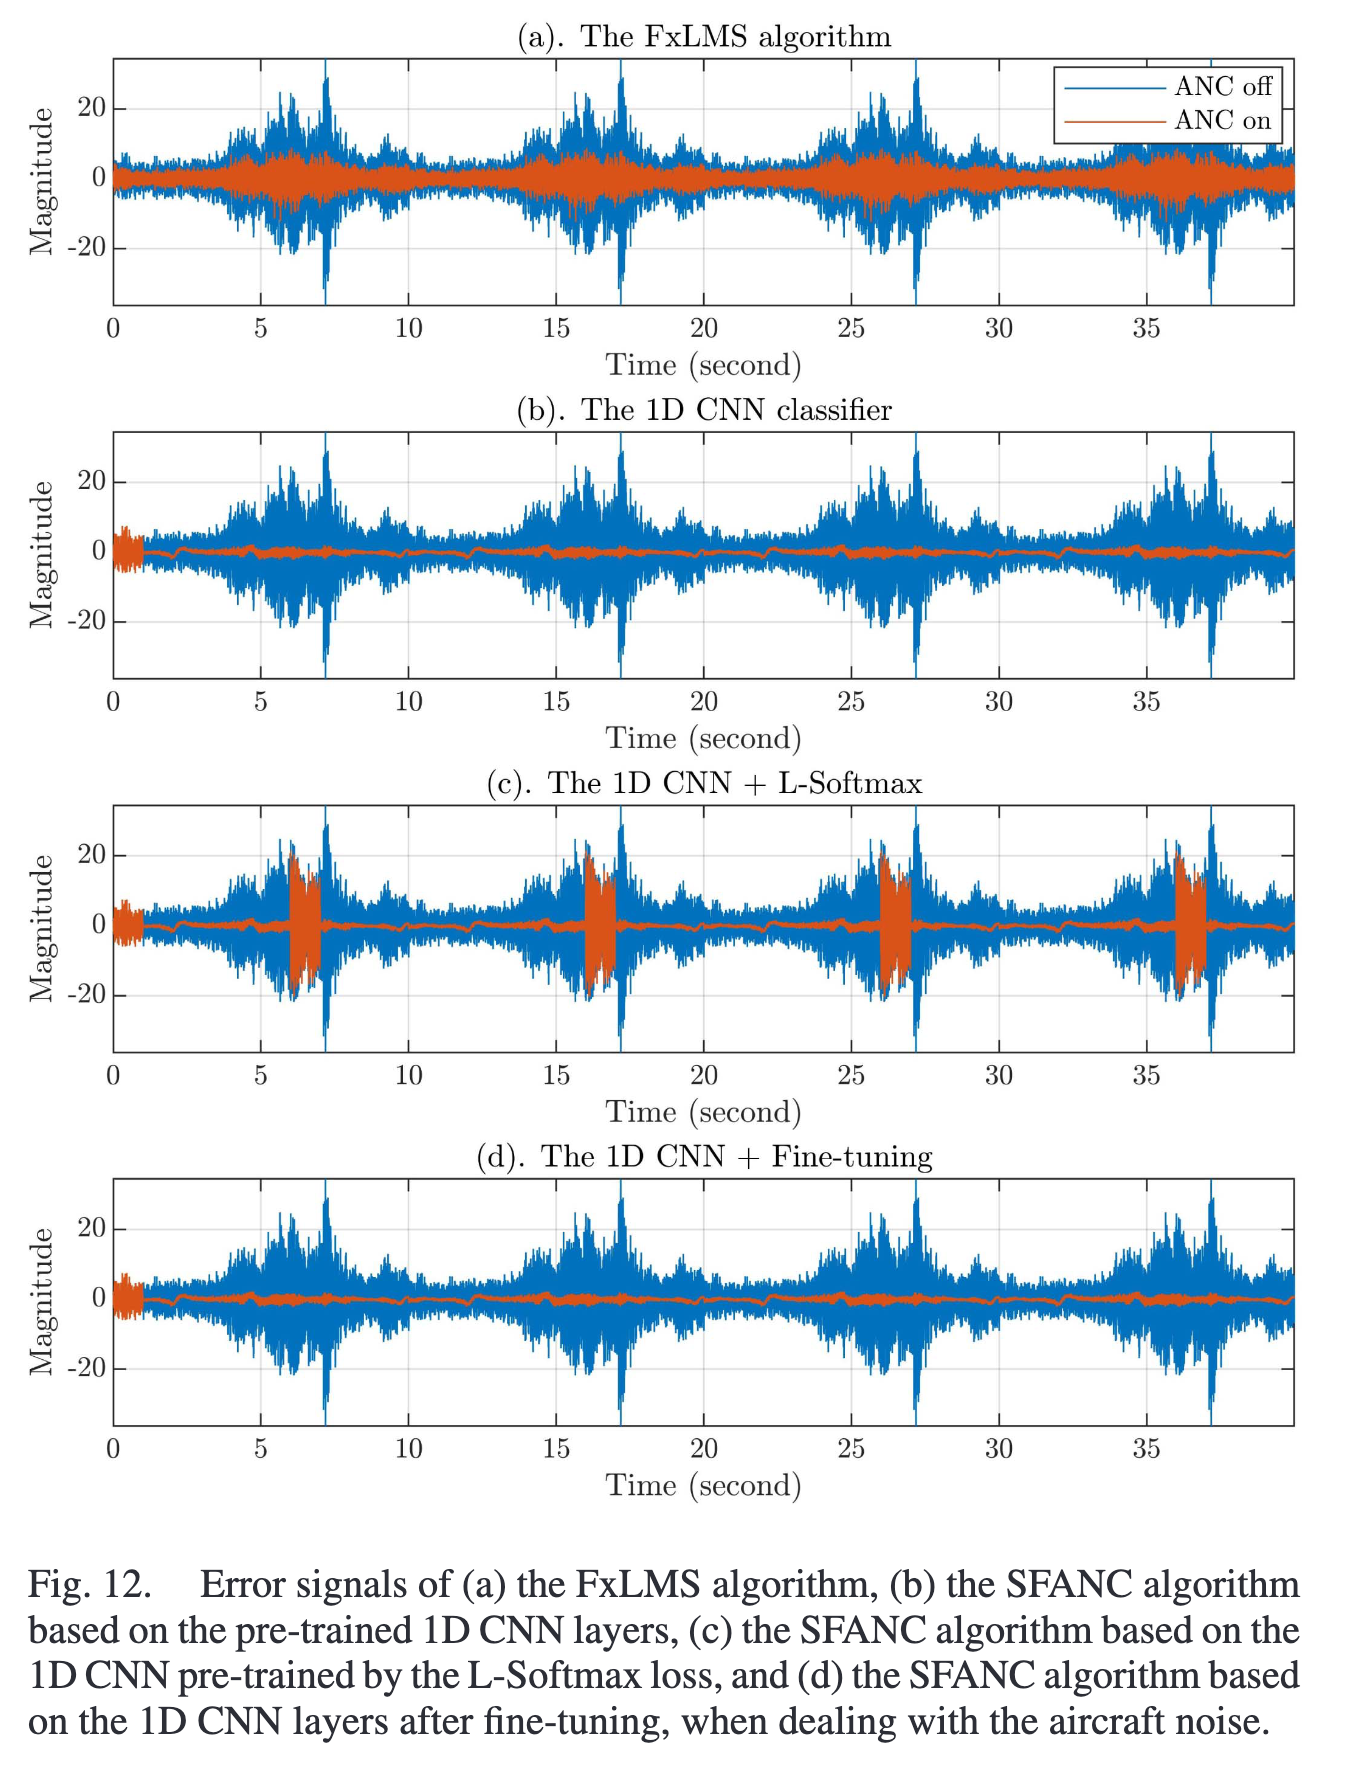 (a). The FxLMS algorithm
ANC off
ANC on
Magnitude
20
0
-20
0 5 10 15 20 25 30 35
Time (second)
(b). The 1D CNN classifier
Magnitude
20
0
-20
0 5 10 15 20 25 30 35
Time (second)
(c). The 1D CNN + L-Softmax
Magnitude
20
0
-20
0 5 10 15 20 25 30 35
Time (second)
(d). The 1D CNN + Fine-tuning
Magnitude
20
0
-20
0 5 10 15 20 25 30 35
Time (second)
Fig. 12. Error signals of (a) the FxLMS algorithm, (b) the SFANC algorithm
based on the pre-trained 1D CNN layers, (c) the SFANC algorithm based on the
1D CNN pre-trained by the L-Softmax loss, and (d) the SFANC algorithm based
on the 1D CNN layers after fine-tuning, when dealing with the aircraft noise.